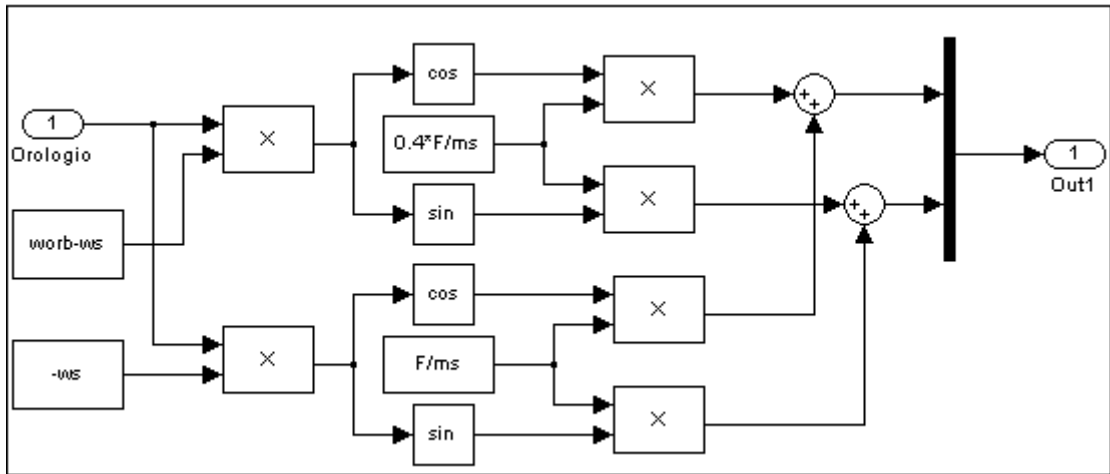 cos
1
×
×
+
+
Orologio
0.4*F/ms
1
Out1
sin
×
+
+
worb-ws
cos
×
×
-ws
F/ms
sin
×